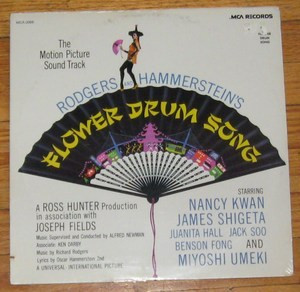 MCA RECORDS
The
Motion Picture
Sound Track
RODGERS AND HAMMERSTEIN'S
FLOWER DRUM SONG
A ROSS HUNTER Production
in association with
JOSEPH FIELDS
Music Supervised and Conducted by ALFRED NEWMAN
Associate: KEN DARBY
Music by Richard Rodgers
Lyrics by Oscar Hammerstein 2nd
A UNIVERSAL INTERNATIONAL PICTURE
STARRING
NANCY KWAN
JAMES SHIGETA
JUANITA HALL JACK SOO
BENSON FONG AND
MIYOSHI UMEKI